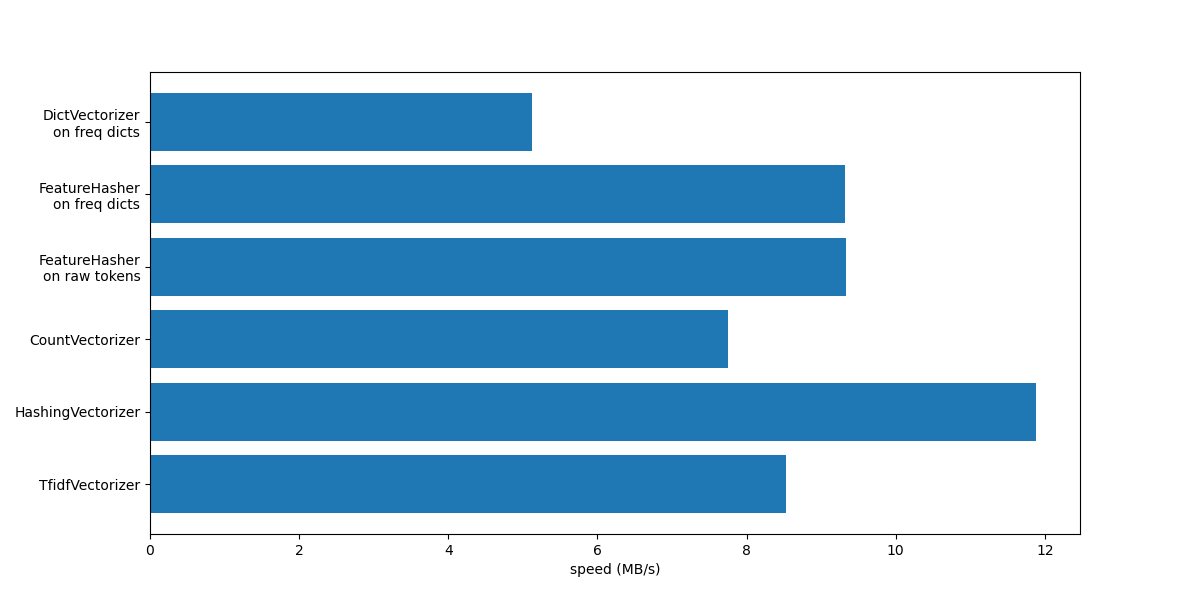 DictVectorizer
on freq dicts
FeatureHasher
on freq dicts
FeatureHasher
on raw tokens
CountVectorizer
HashingVectorizer
TfidfVectorizer
0 2 4 6 8 10 12
speed (MB/s)